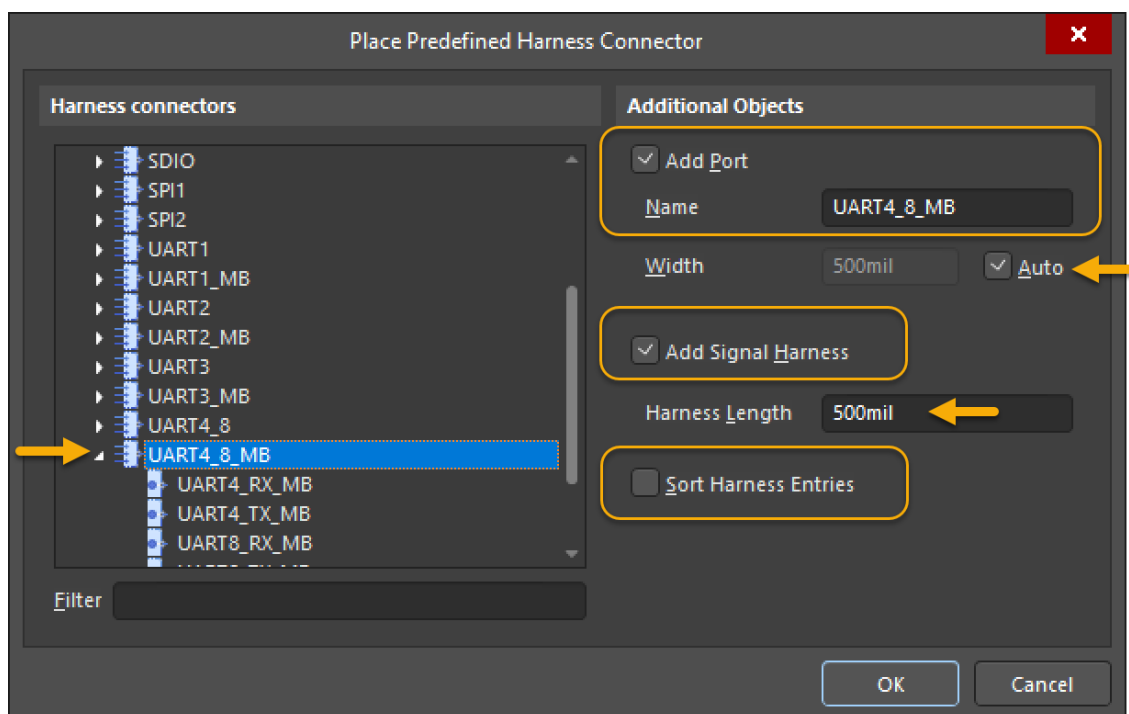 Place Predefined Harness Connector
Harness connectors
SDIO
SPI1
SPI2
UART1
UART1_MB
UART2
UART2_MB
UART3
UART3_MB
UART4_8
UART4_8_MB
UART4_RX_MB
UART4_TX_MB
UART8_RX_MB
Filter
Additional Objects
Add Port
Name UART4_8_MB
Width 500mil Auto
Add Signal Harness
Harness Length 500mil
Sort Harness Entries
OK Cancel